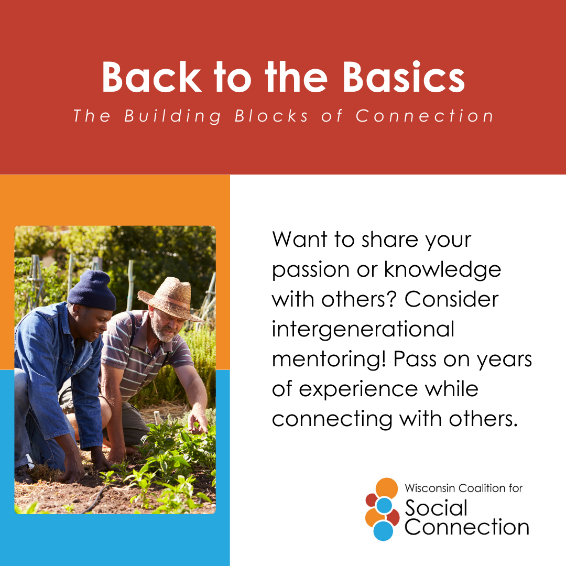 Back to the Basics
The Building Blocks of Connection
Want to share your
passion or knowledge
with others? Consider
intergenerational
mentoring! Pass on years
of experience while
connecting with others.
Wisconsin Coalition for
Social
Connection